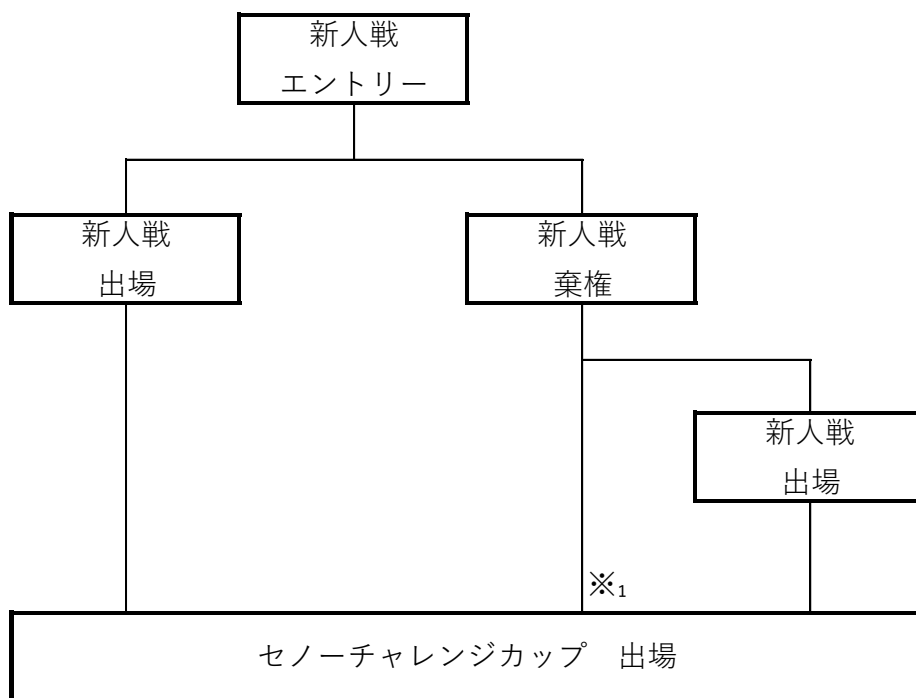 新人戦
エントリー
新人戦
出場
新人戦
棄権
新人戦
出場
※1
セノーチャレンジカップ　出場